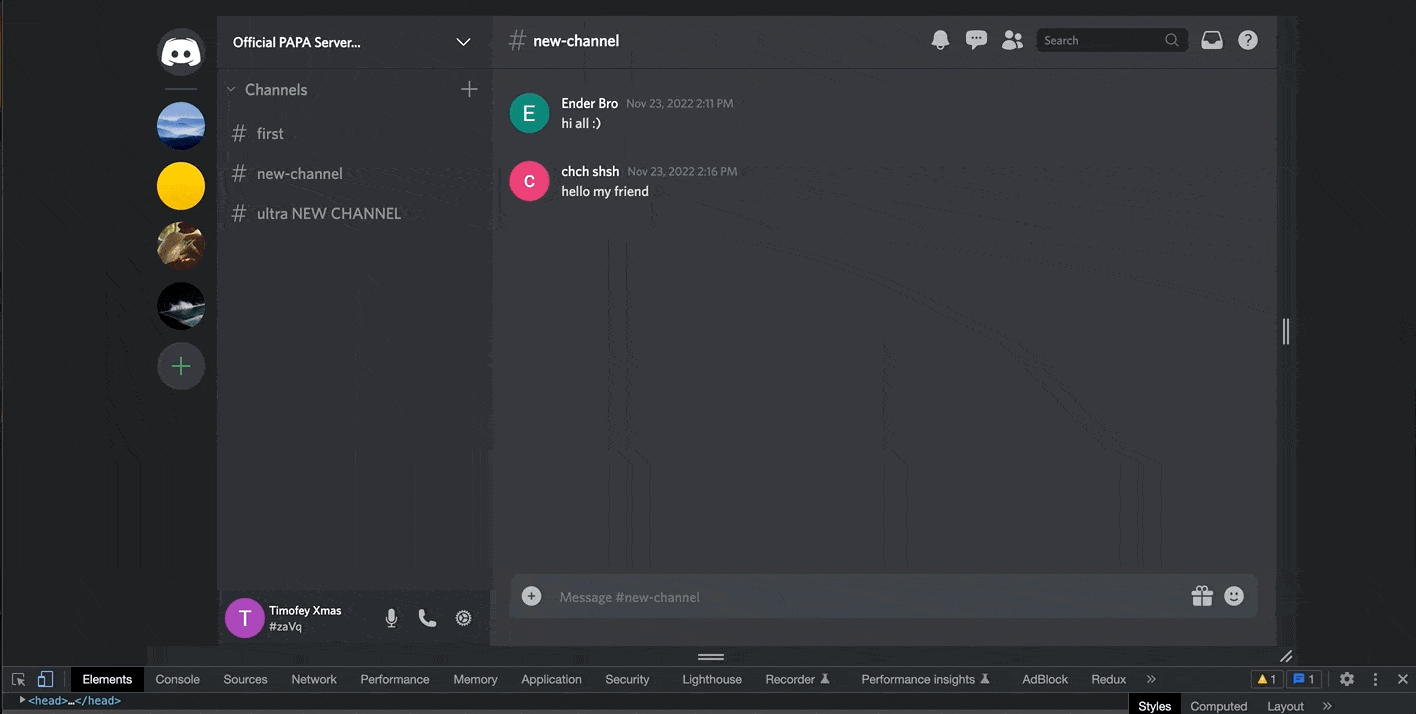 Official PAPA Server...
# new-channel
Search
Channels
# first
# new-channel
# ultra NEW CHANNEL
E
Ender Bro Nov 23, 2022 2:11 PM
hi all :)
C
chch shsh Nov 23, 2022 2:16 PM
hello my friend
Message #new-channel
T
Timofey Xmas
#zaVq
Elements Console Sources Network Performance Memory Application Security Lighthouse Recorder Performance insights AdBlock Redux » 1 1
<head>…</head>
Styles Computed Layout »